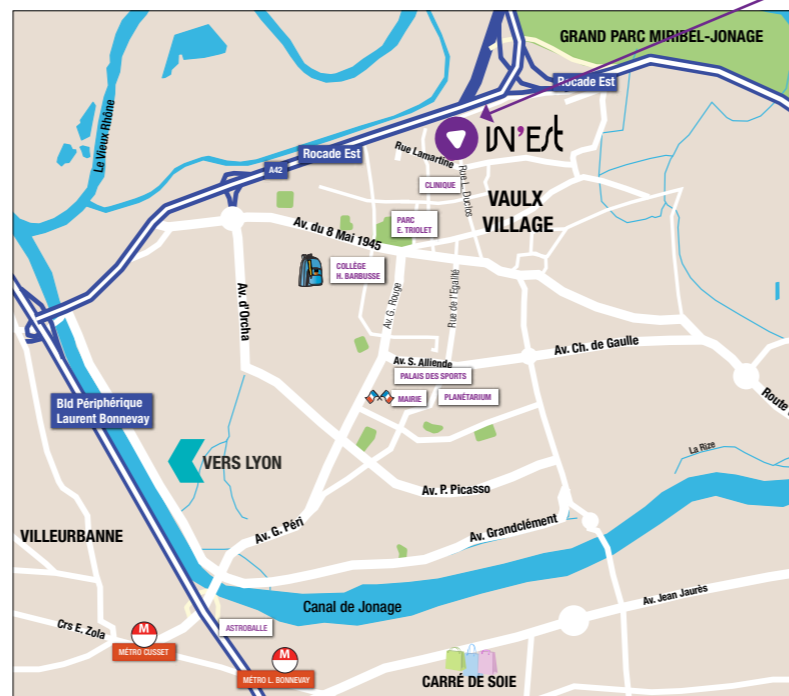 GRAND PARC MIRIBEL-JONAGE
Rocade Est
Le Vieux Rhône
IN'Est
Rocade Est
Rue Lamartine
A42
CLINIQUE
Rue L. Duclos
VAULX
VILLAGE
PARC
E. TRIOLET
Av. du 8 Mai 1945
COLLÈGE
H. BARBUSSE
Av. d'Orcha
Av. G. Rouge
Rue de l'Egalité
Av. S. Alliende
Av. Ch. de Gaulle
PALAIS DES SPORTS
MAIRIE
PLANÉTARIUM
Bld Périphérique
Laurent Bonnevay
Route
La Rize
VERS LYON
Av. P. Picasso
Av. G. Péri
Av. Grandclément
VILLEURBANNE
Canal de Jonage
Av. Jean Jaurès
Crs E. Zola
ASTROBALLE
M
MÉTRO CUSSET
M
MÉTRO L. BONNEVAY
CARRÉ DE SOIE